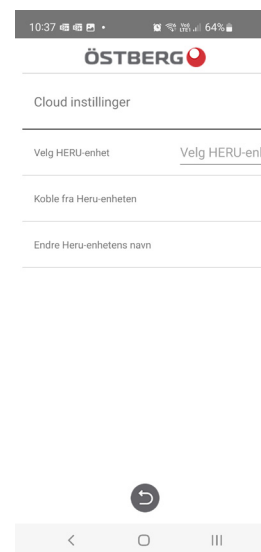 10:37
64%
ÖSTBERG
Cloud instillinger
Velg HERU-enhet
Velg HERU-enl
Koble fra Heru-enheten
Endre Heru-enhetens navn